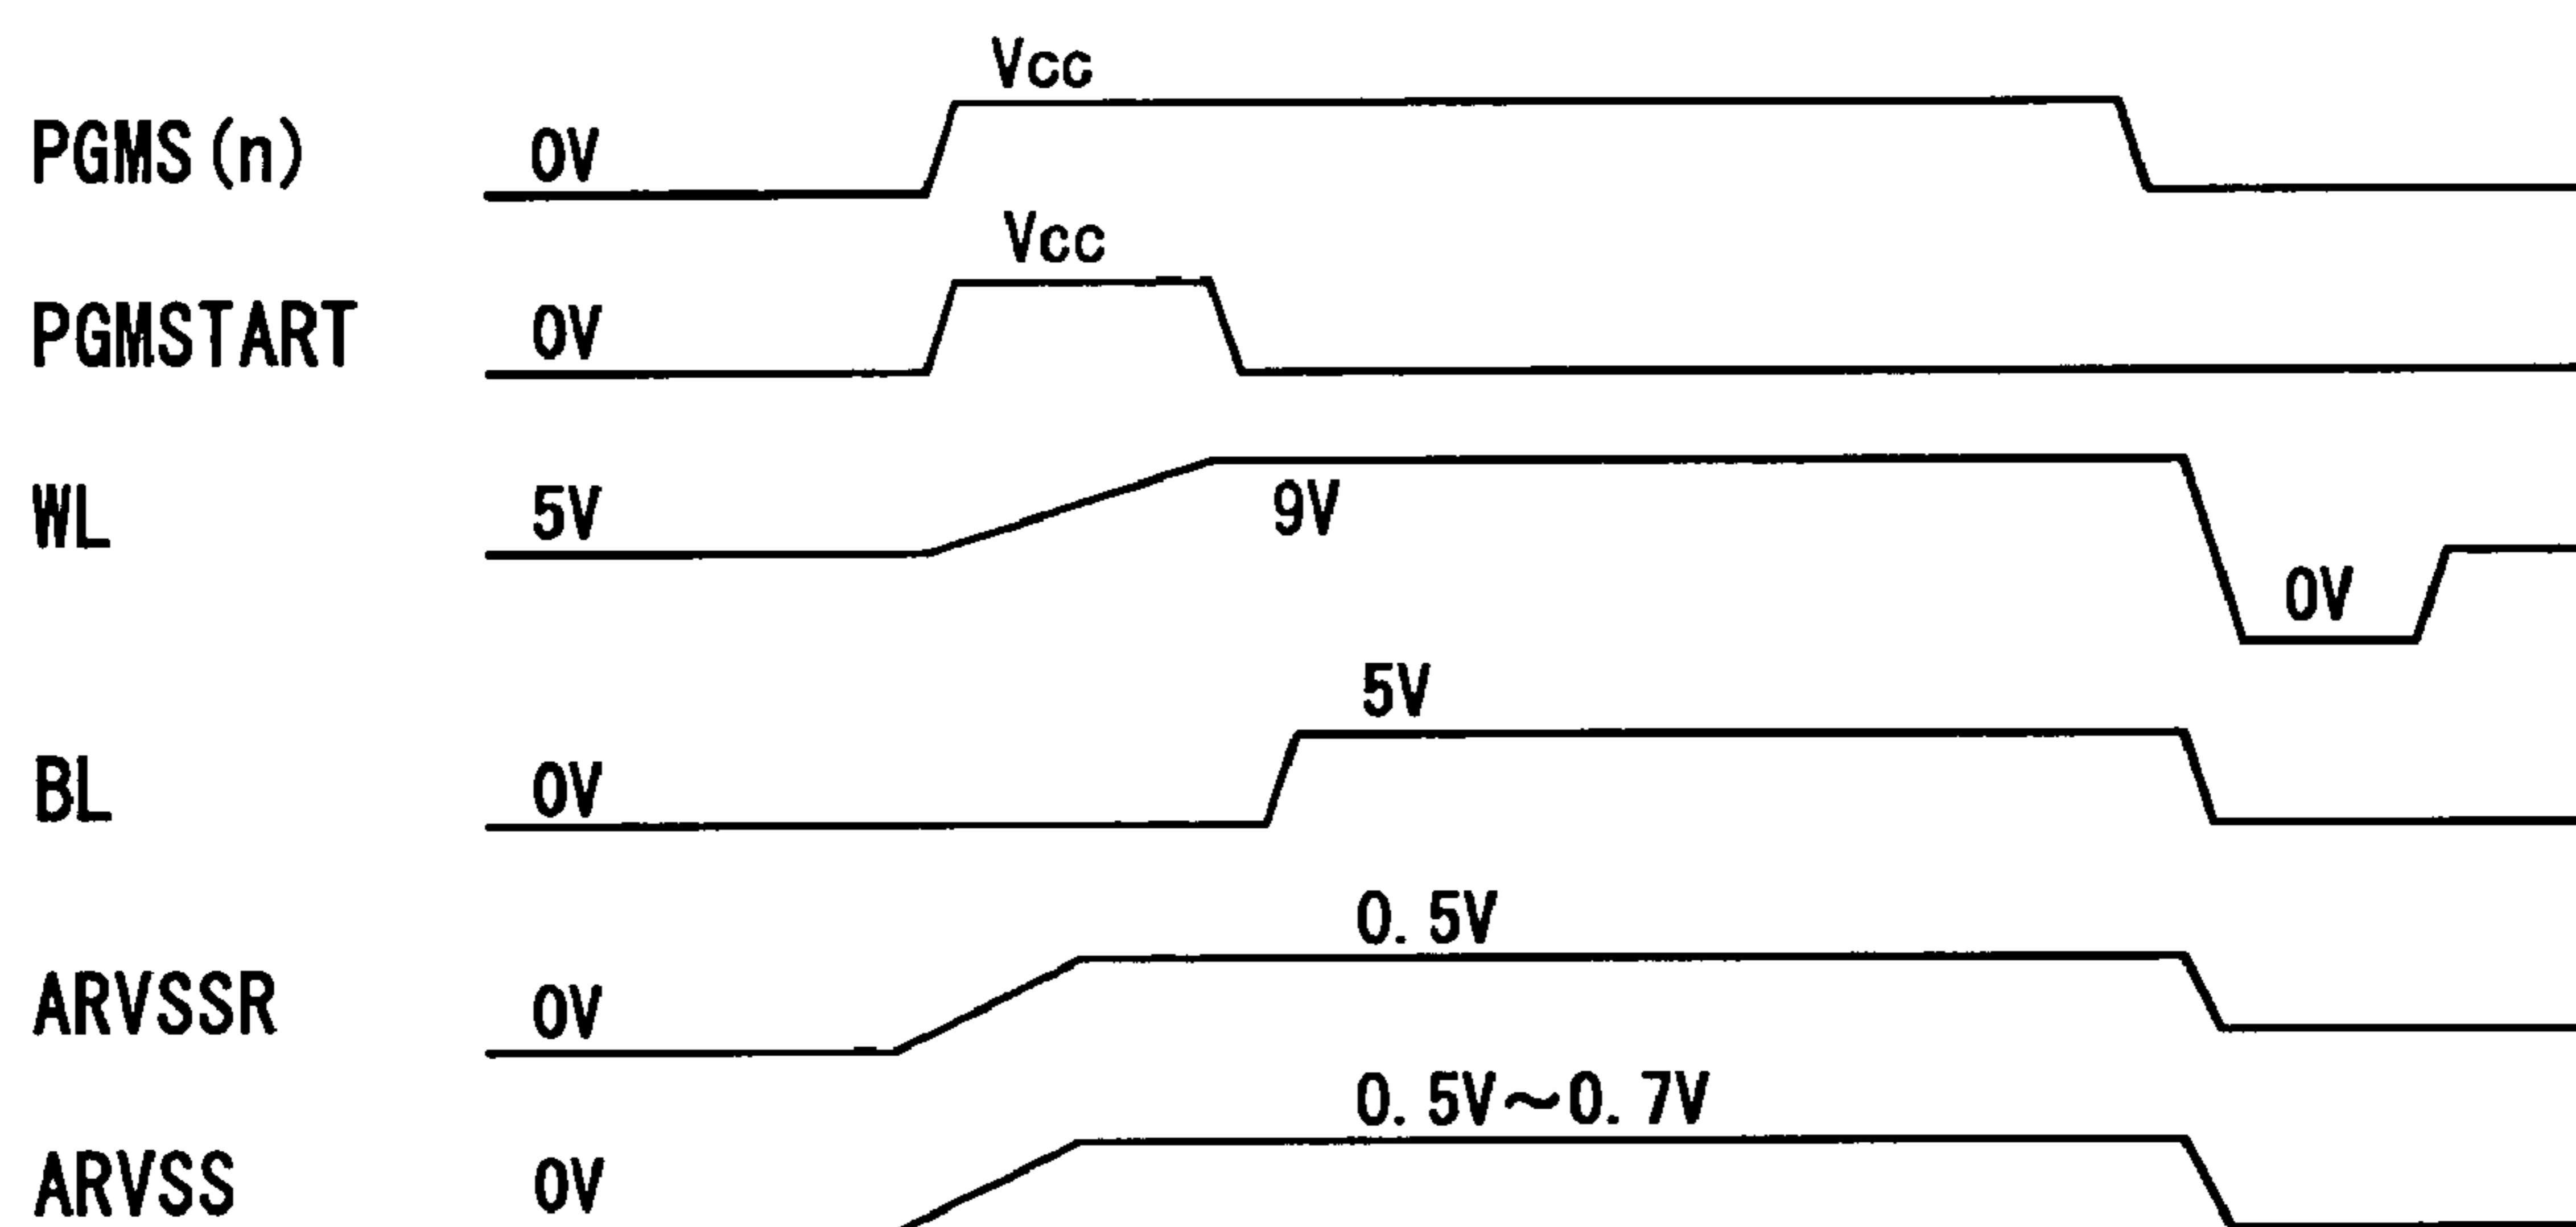 Vcc
PGMS(n) 0V
Vcc
PGMSTART 0V
WL 5V 9V
0V
5V
BL 0V
0.5V
ARVSSR 0V
0.5V~0.7V
ARVSS 0V